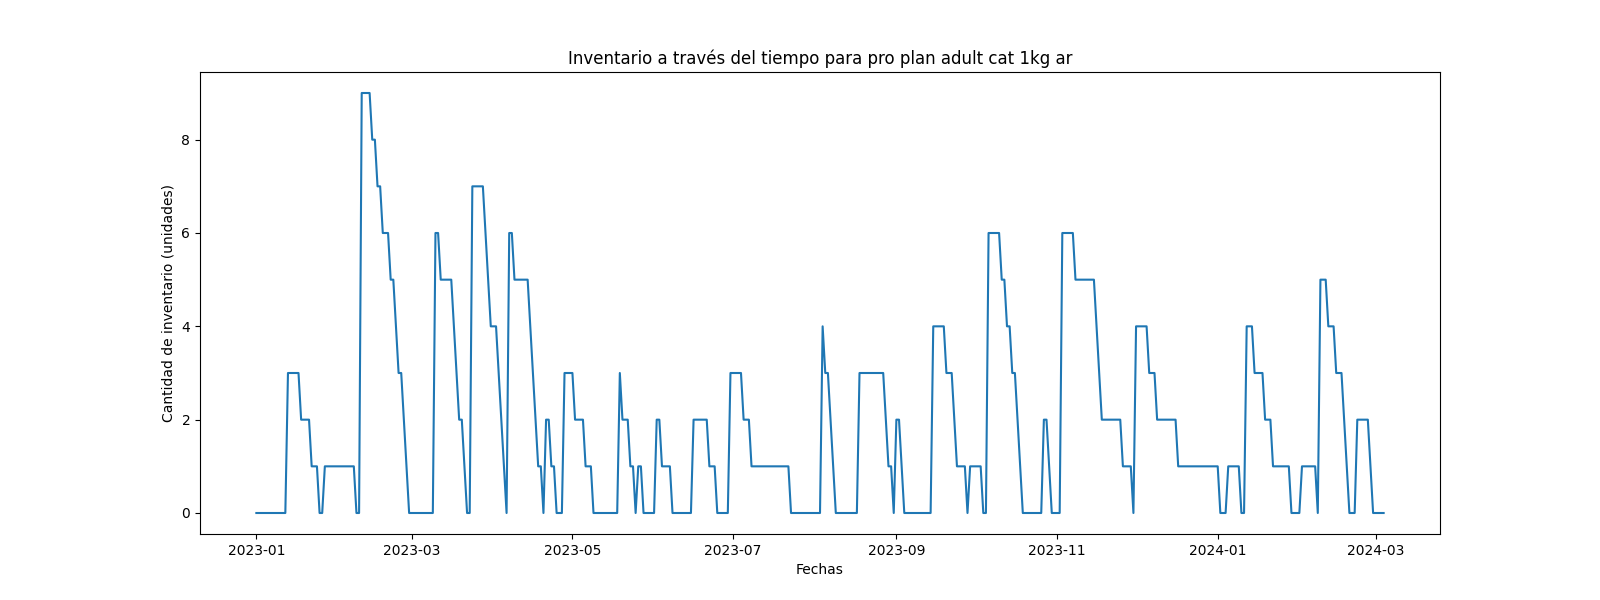 Inventario a través del tiempo para pro plan adult cat 1kg ar
Cantidad de inventario (unidades)
8
6
4
2
0
2023-01 2023-03 2023-05 2023-07 2023-09 2023-11 2024-01 2024-03
Fechas